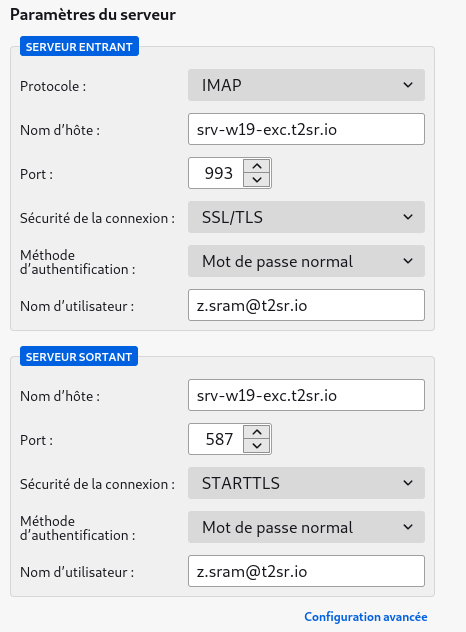 Paramètres du serveur
SERVEUR ENTRANT
Protocole :
IMAP
Nom d’hôte :
srv-w19-exc.t2sr.io
Port :
993
Sécurité de la connexion :
SSL/TLS
Méthode
d’authentification :
Mot de passe normal
Nom d’utilisateur :
z.sram@t2sr.io
SERVEUR SORTANT
Nom d’hôte :
srv-w19-exc.t2sr.io
Port :
587
Sécurité de la connexion :
STARTTLS
Méthode
d’authentification :
Mot de passe normal
Nom d’utilisateur :
z.sram@t2sr.io
Configuration avancée